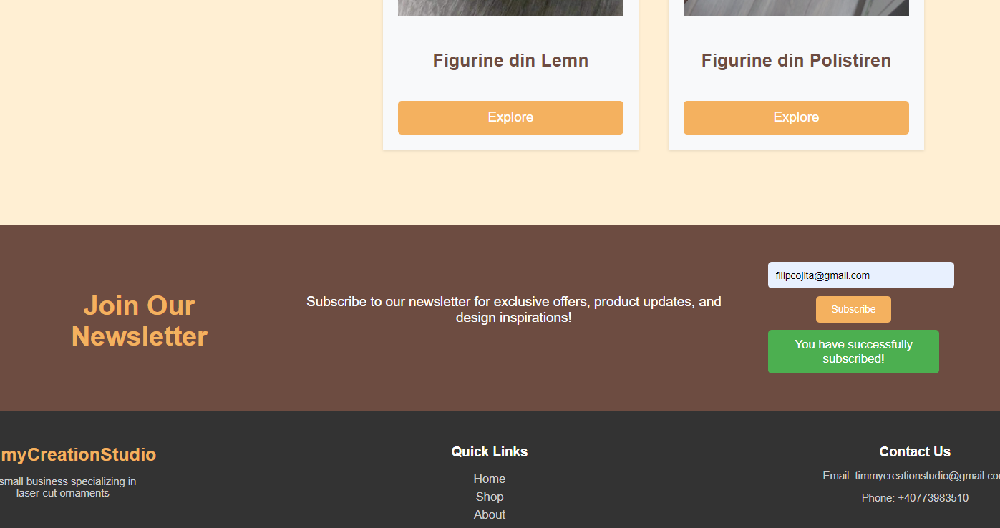 Figurine din Lemn
Figurine din Polistiren
Explore
Explore
Join Our
Newsletter
Subscribe to our newsletter for exclusive offers, product updates, and
design inspirations!
filipcojita@gmail.com
Subscribe
You have successfully
subscribed!
myCreationStudio
small business specializing in
laser-cut ornaments
Quick Links
Home
Shop
About
Contact Us
Email: timmycreationstudio@gmail.co
Phone: +40773983510